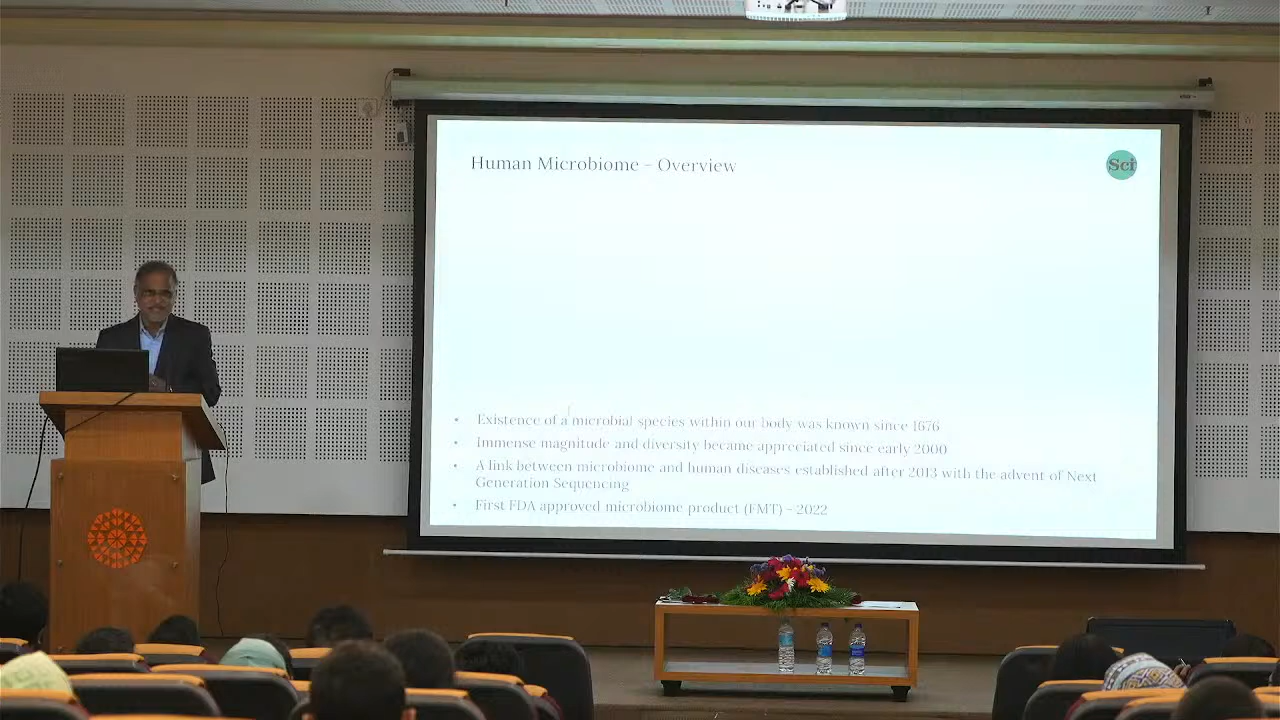 Human Microbiome – Overview
Sci
• Existence of a microbial species within our body was known since 1676
• Immense magnitude and diversity became appreciated since early 2000
• A link between microbiome and human diseases established after 2013 with the advent of Next
Generation Sequencing
• First FDA approved microbiome product (FMT) – 2022